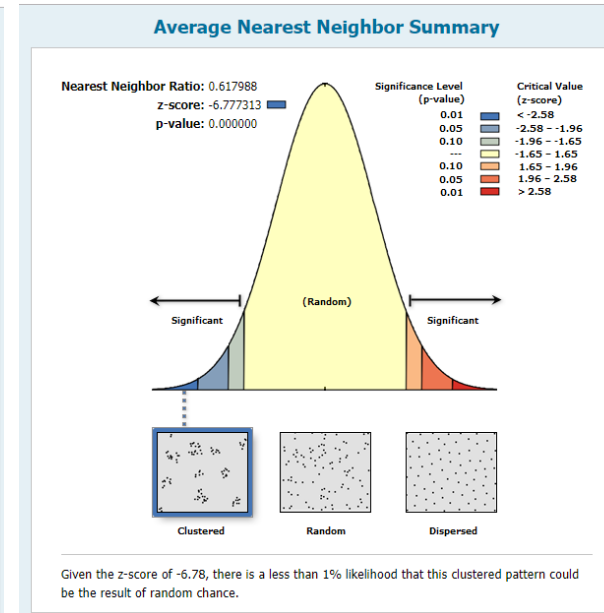 Average Nearest Neighbor Summary
Nearest Neighbor Ratio: 0.617988
z-score: -6.777313
p-value: 0.000000
Significance Level
(p-value)
Critical Value
(z-score)
0.01 < -2.58
0.05 -2.58 - -1.96
0.10 -1.96 - -1.65
--- -1.65 - 1.65
0.10 1.65 - 1.96
0.05 1.96 - 2.58
0.01 > 2.58
(Random)
Significant Significant
Clustered Random Dispersed
Given the z-score of -6.78, there is a less than 1% likelihood that this clustered pattern could
be the result of random chance.